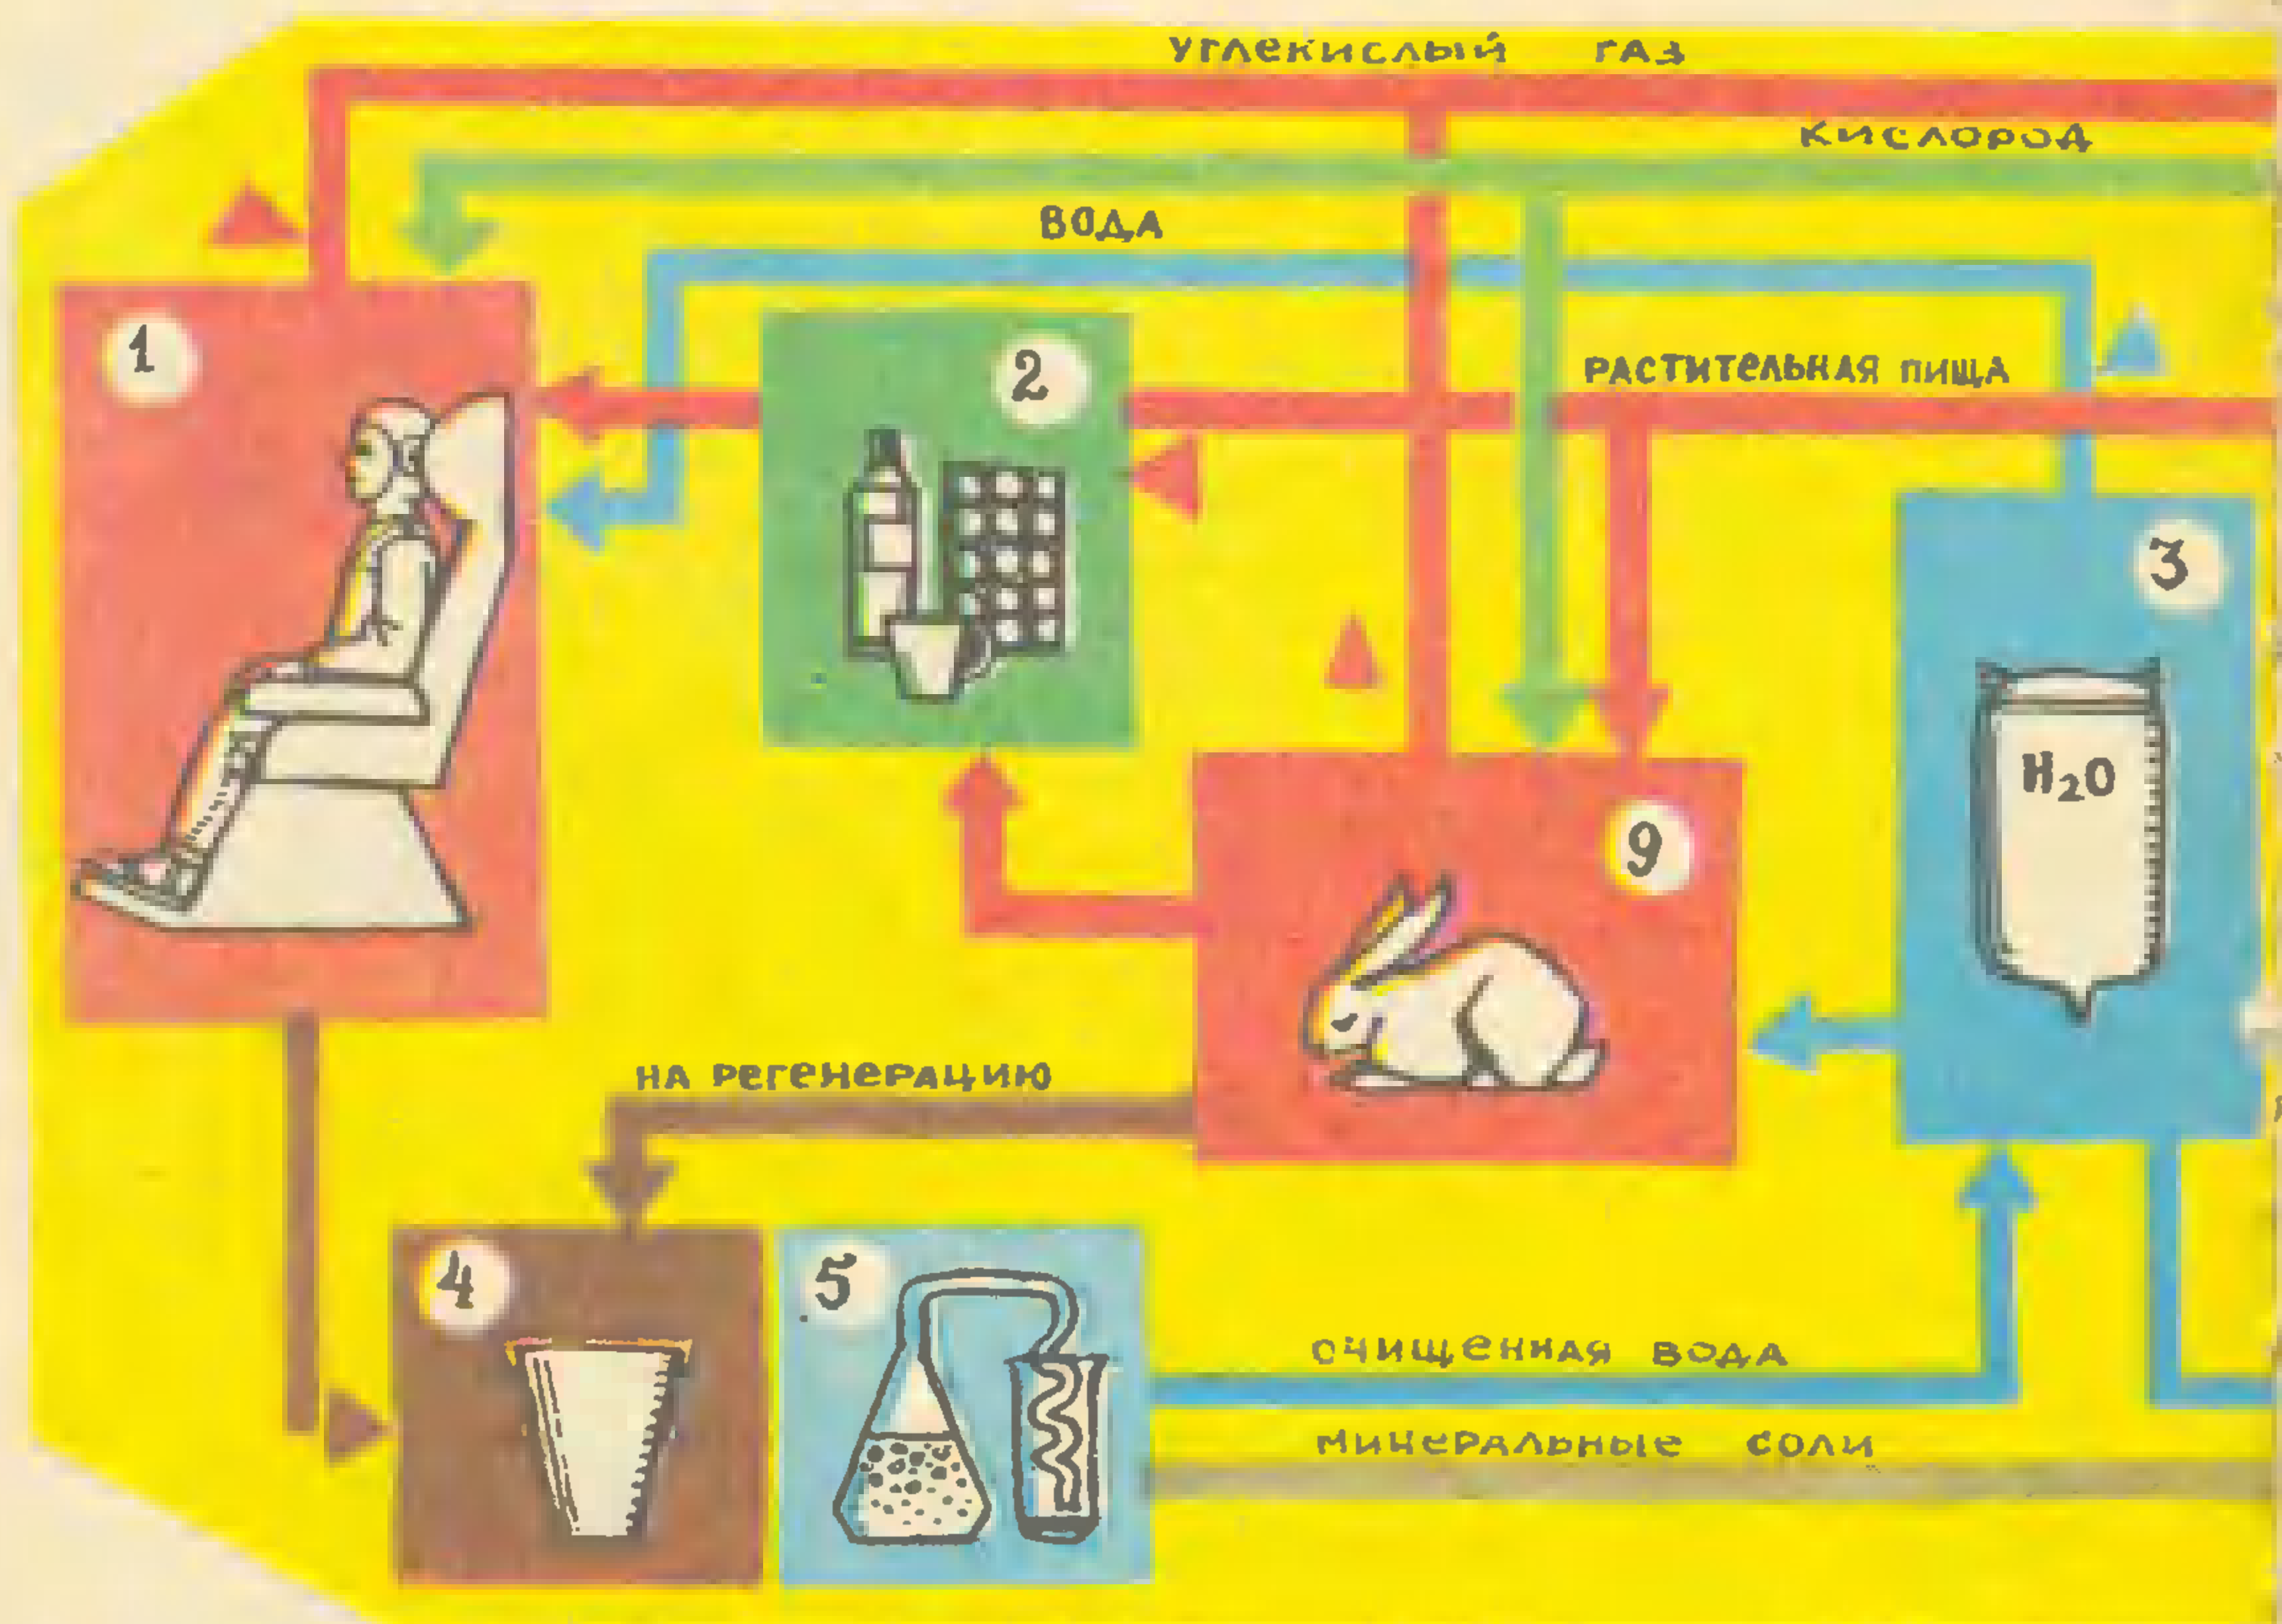 углекислый газ
кислород
вода
растительная пища
1
2
3
H₂O
9
на регенерацию
4
5
очищенная вода
минеральные соли